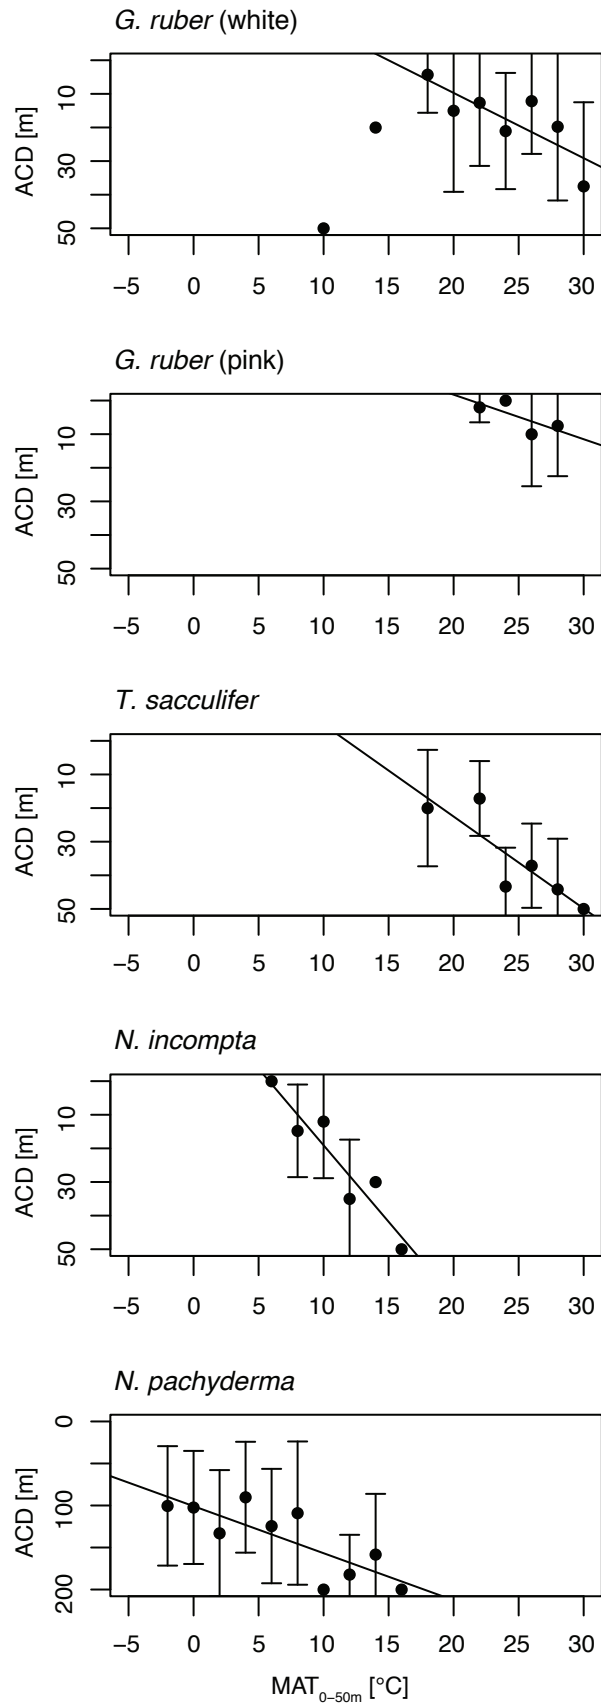 G. ruber (white)
ACD [m]
10
30
50
−5 0 5 10 15 20 25 30
G. ruber (pink)
ACD [m]
10
30
50
−5 0 5 10 15 20 25 30
T. sacculifer
ACD [m]
10
30
50
−5 0 5 10 15 20 25 30
N. incompta
ACD [m]
10
30
50
−5 0 5 10 15 20 25 30
N. pachyderma
ACD [m]
0
100
200
−5 0 5 10 15 20 25 30
MAT0−50m [°C]